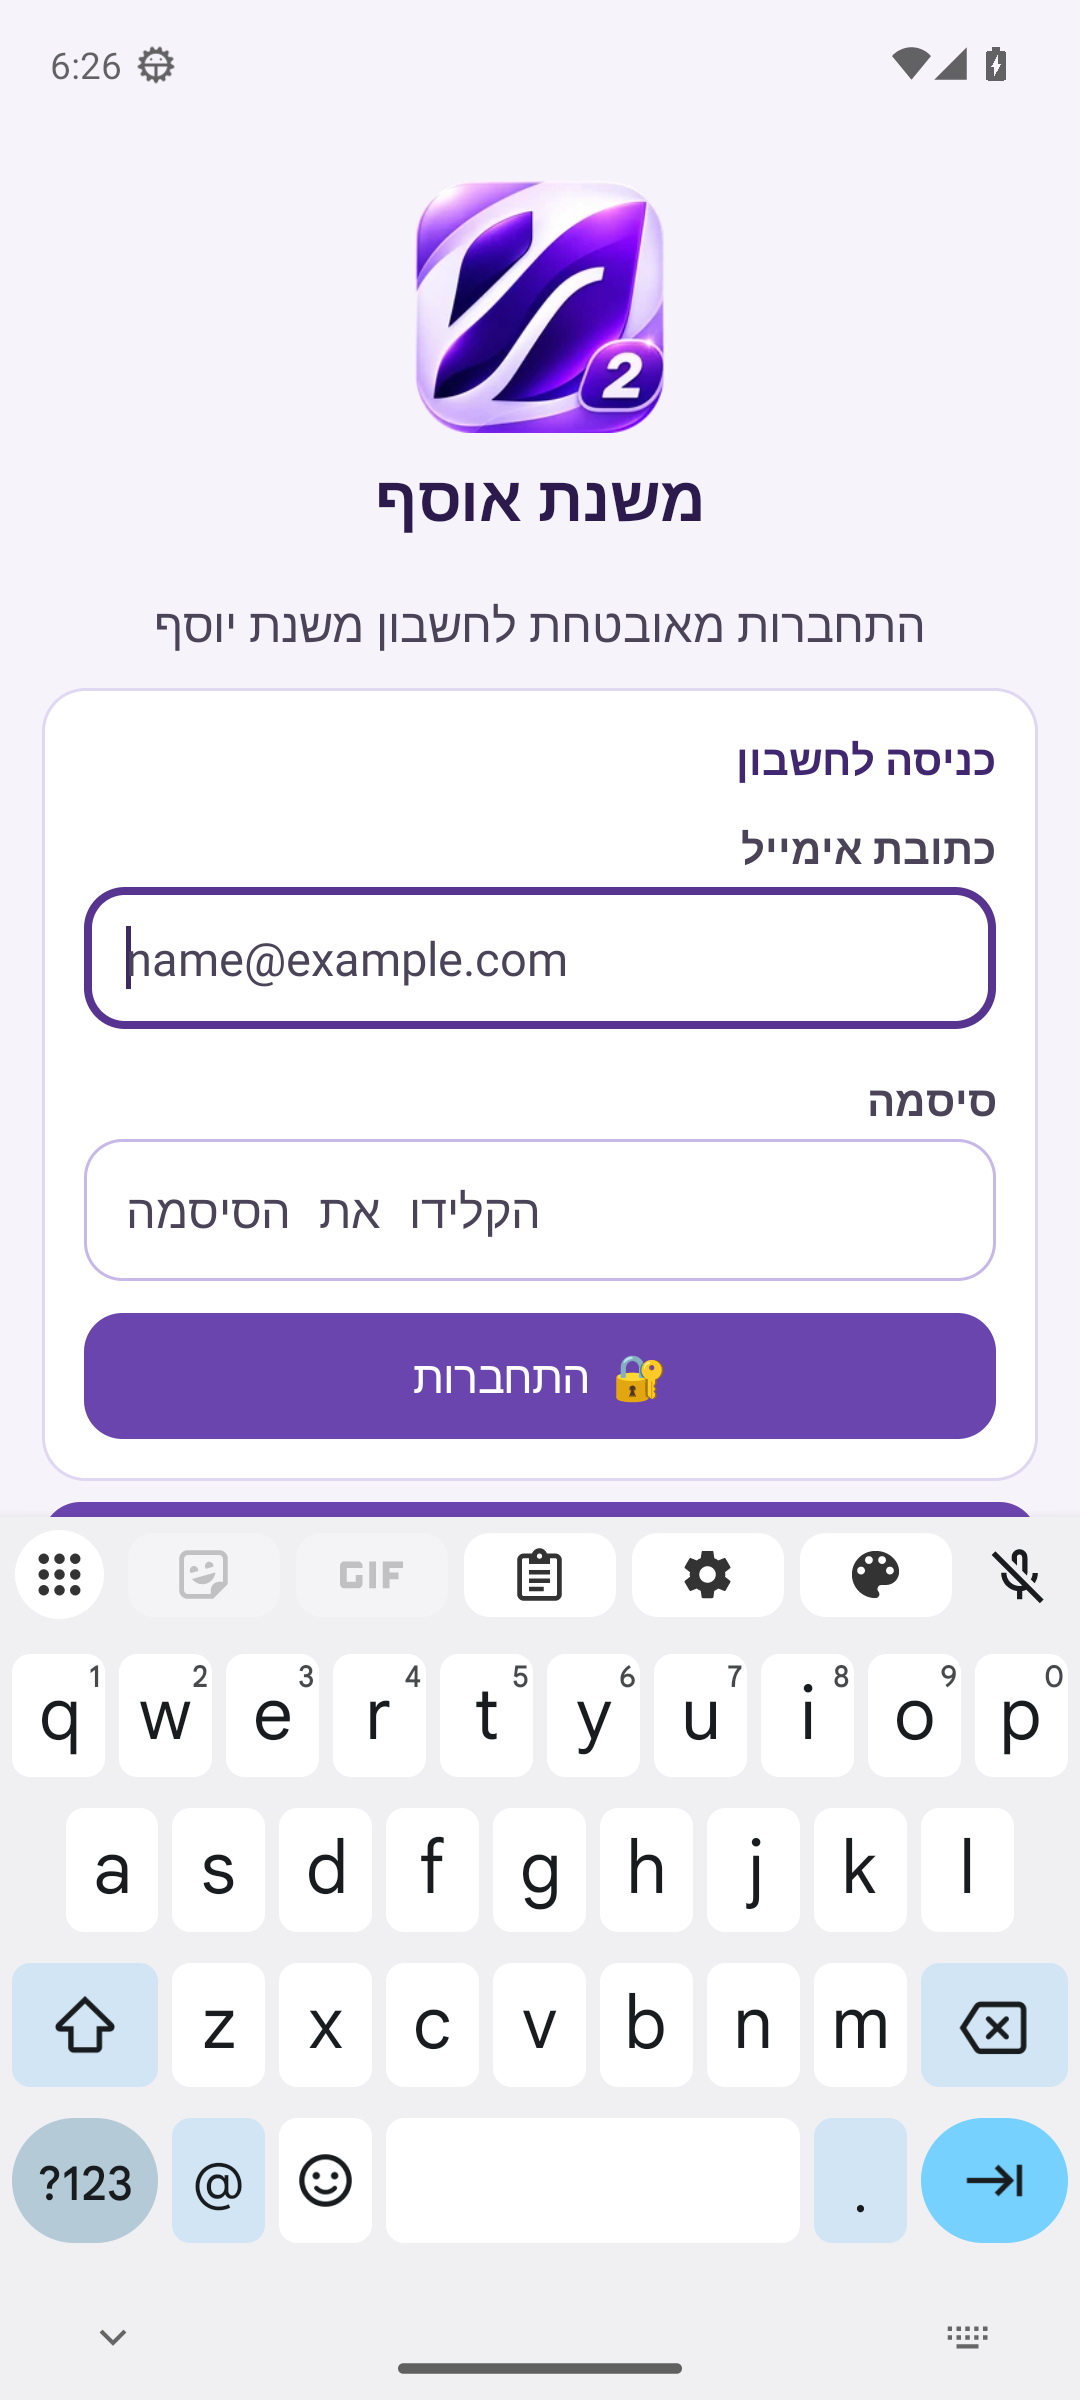 6:26
2
משנת אוסף
התחברות מאובטחת לחשבון משנת יוסף
כניסה לחשבון
כתובת אימייל
name@example.com
סיסמה
הקלידו את הסיסמה
🔐 התחברות
GIF
q 1 w 2 e 3 r 4 t 5 y 6 u 7 i 8 o 9 p 0
a s d f g h j k l
z x c v b n m
?123 @ .